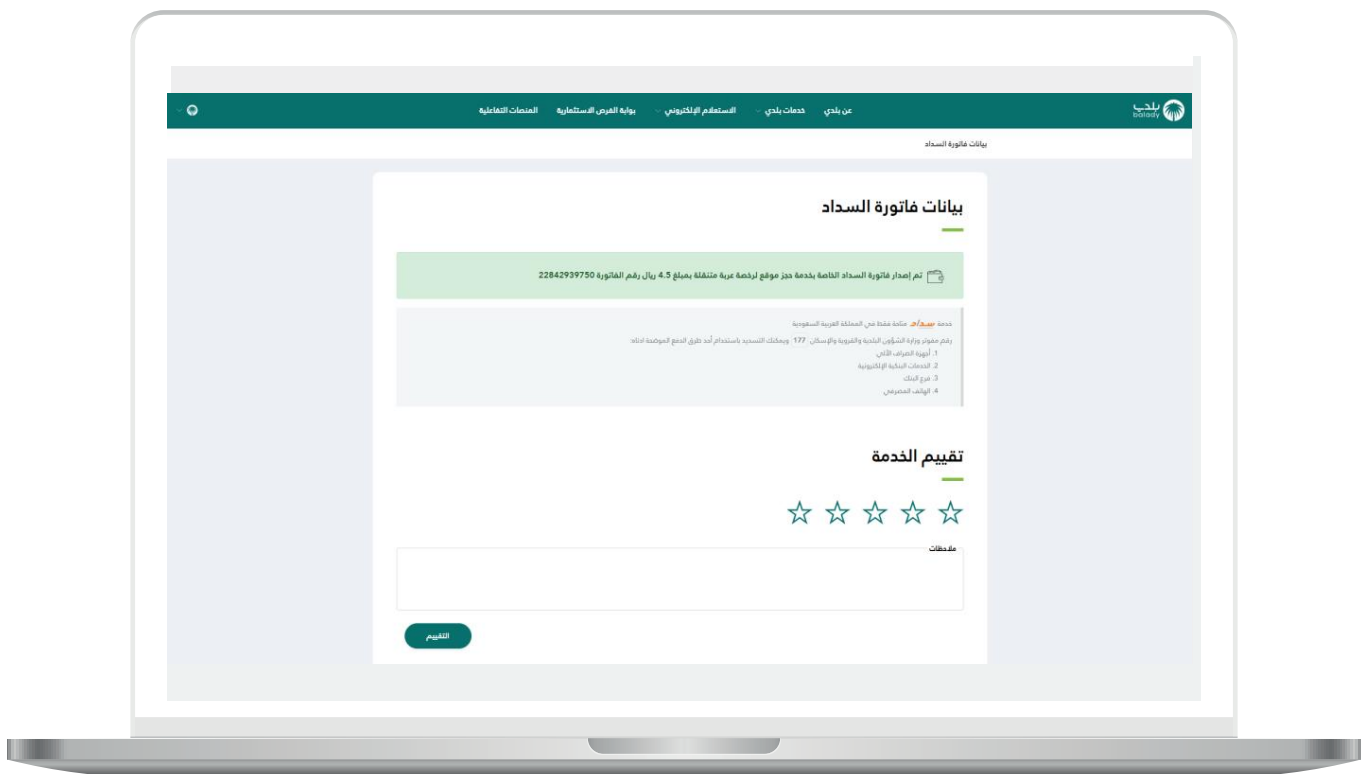 بلدي
balady
عن بلدي
خدمات بلدي
الاستعلام الإلكتروني
بوابة الفرص الاستثمارية
المنصات التفاعلية
بيانات فاتورة السداد
بيانات فاتورة السداد
تم إصدار فاتورة السداد الخاصة بخدمة حجز موقع لرخصة عربة متنقلة بمبلغ 4.5 ريال رقم الفاتورة 22842939750
خدمة سداد متاحة فقط في المملكة العربية السعودية
رقم مفوتر وزارة الشؤون البلدية والقروية والإسكان 177 ويمكنك التسديد باستخدام أحد طرق الدفع الموضحة ادناه:
1. أجهزة الصراف الآلي
2. الخدمات البنكية الإلكترونية
3. فرع البنك
4. الهاتف المصرفي
تقييم الخدمة
ملاحظات
التقييم